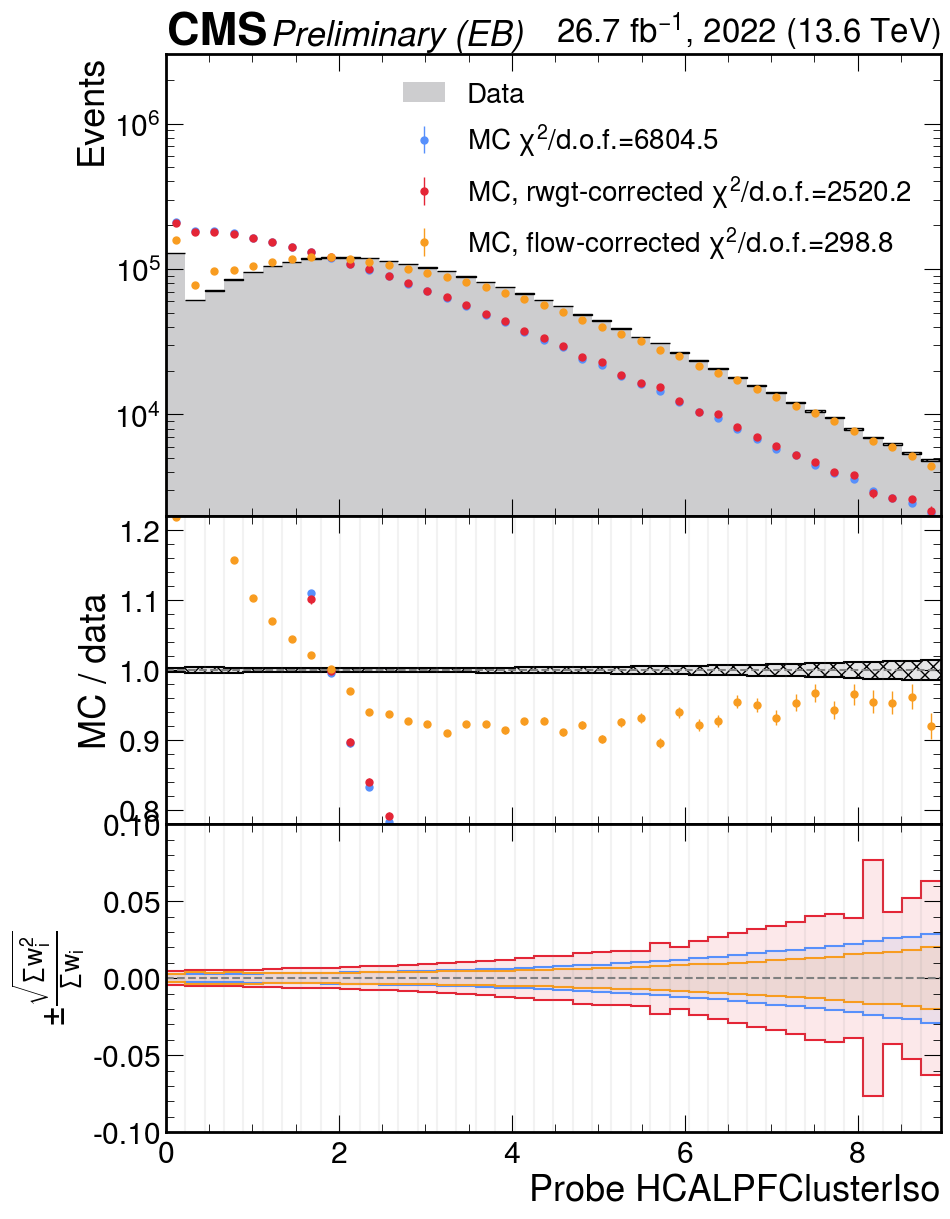 CMS Preliminary (EB) 26.7 fb⁻¹, 2022 (13.6 TeV)
Events
Data
MC χ²/d.o.f.=6804.5
MC, rwgt-corrected χ²/d.o.f.=2520.2
MC, flow-corrected χ²/d.o.f.=298.8
10⁶
10⁵
10⁴
MC / data
1.2
1.1
1.0
0.9
0.8
± √Σwᵢ² / Σwᵢ
0.10
0.05
0.00
-0.05
-0.10
0 2 4 6 8
Probe HCALPFClusterIso